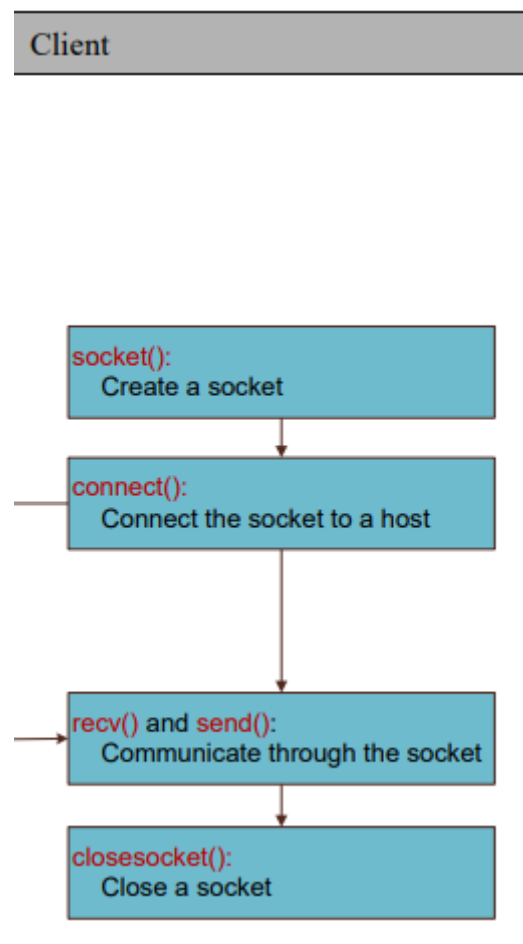 Client
socket():
Create a socket
connect():
Connect the socket to a host
recv() and send():
Communicate through the socket
closesocket():
Close a socket